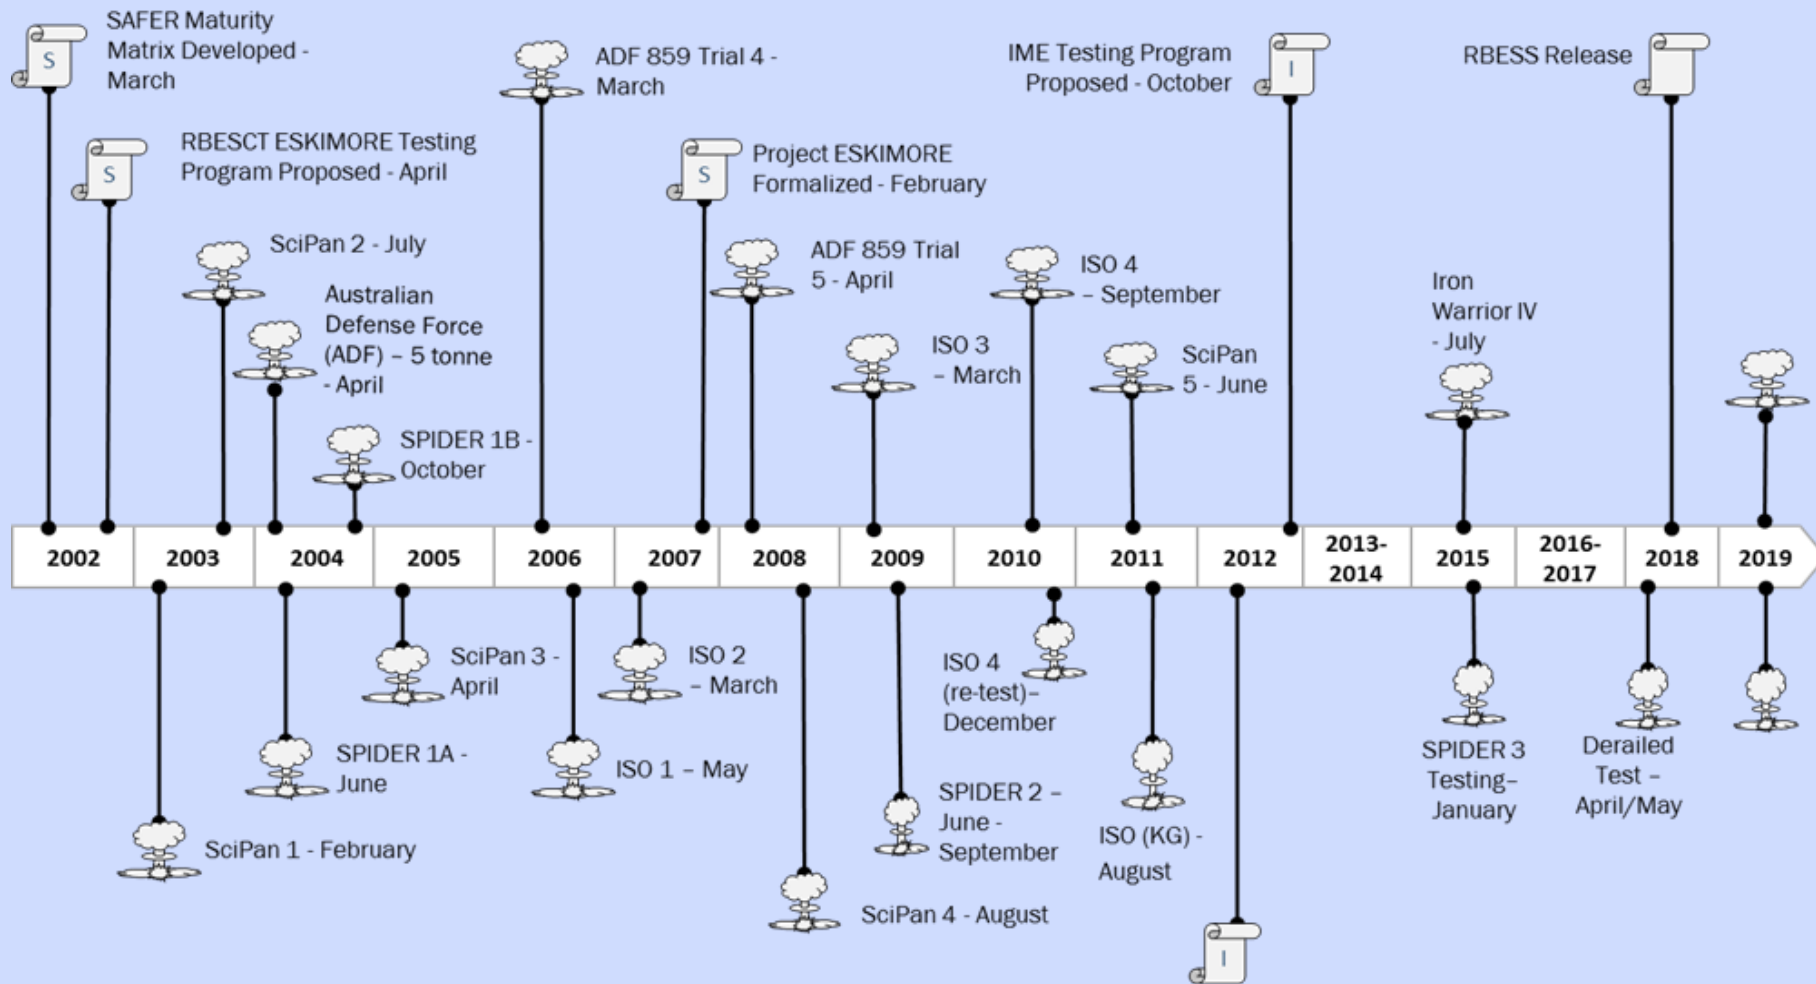 SAFER Maturity
Matrix Developed -
March
S
RBESCT ESKIMORE Testing
Program Proposed - April
S
SciPan 2 - July
Australian
Defense Force
(ADF) – 5 tonne
- April
SPIDER 1B -
October
ADF 859 Trial 4 -
March
Project ESKIMORE
Formalized - February
S
ADF 859 Trial
5 - April
ISO 3
– March
ISO 4
– September
SciPan
5 - June
IME Testing Program
Proposed - October
I
Iron
Warrior IV
- July
RBESS Release
2002
2003
2004
2005
2006
2007
2008
2009
2010
2011
2012
2013-
2014
2015
2016-
2017
2018
2019
SciPan 1 - February
SPIDER 1A -
June
SciPan 3 -
April
ISO 1 – May
ISO 2
– March
SciPan 4 - August
SPIDER 2 –
June -
September
ISO 4
(re-test)–
December
ISO (KG) -
August
I
SPIDER 3
Testing–
January
Derailed
Test –
April/May